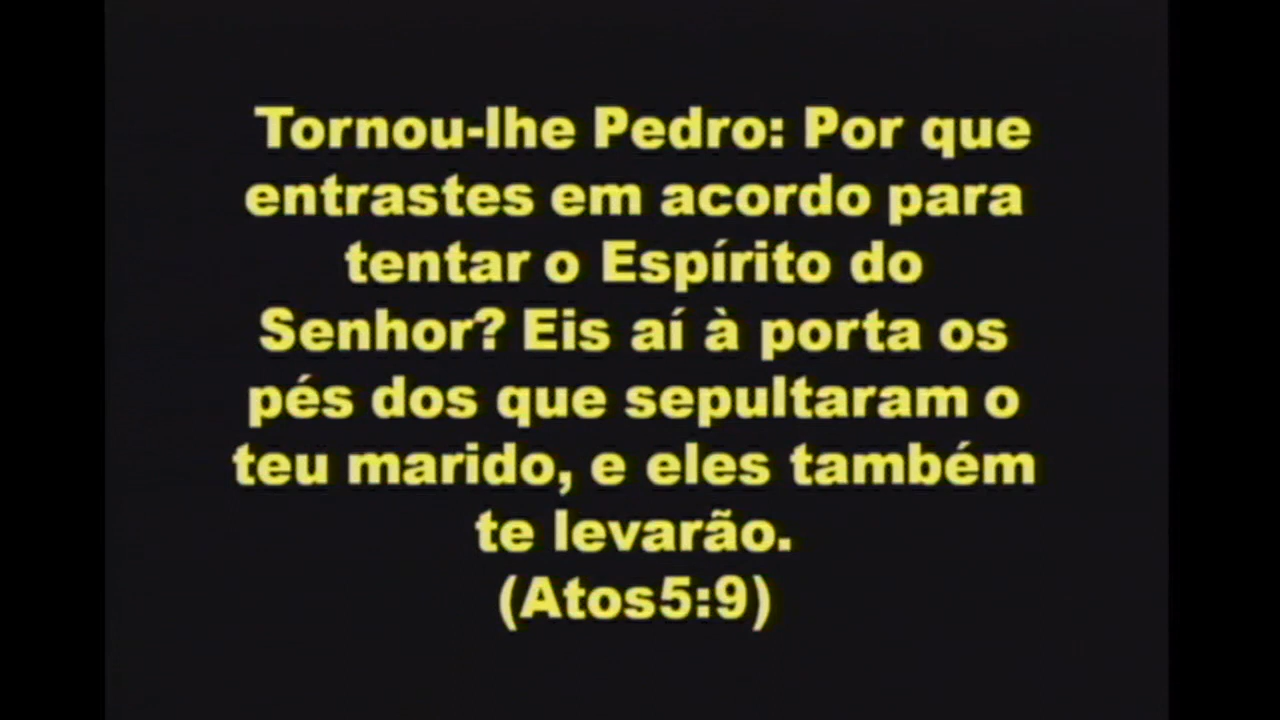 Tornou-lhe Pedro: Por que
entrastes em acordo para
tentar o Espírito do
Senhor? Eis aí à porta os
pés dos que sepultaram o
teu marido, e eles também
te levarão.
(Atos5:9)